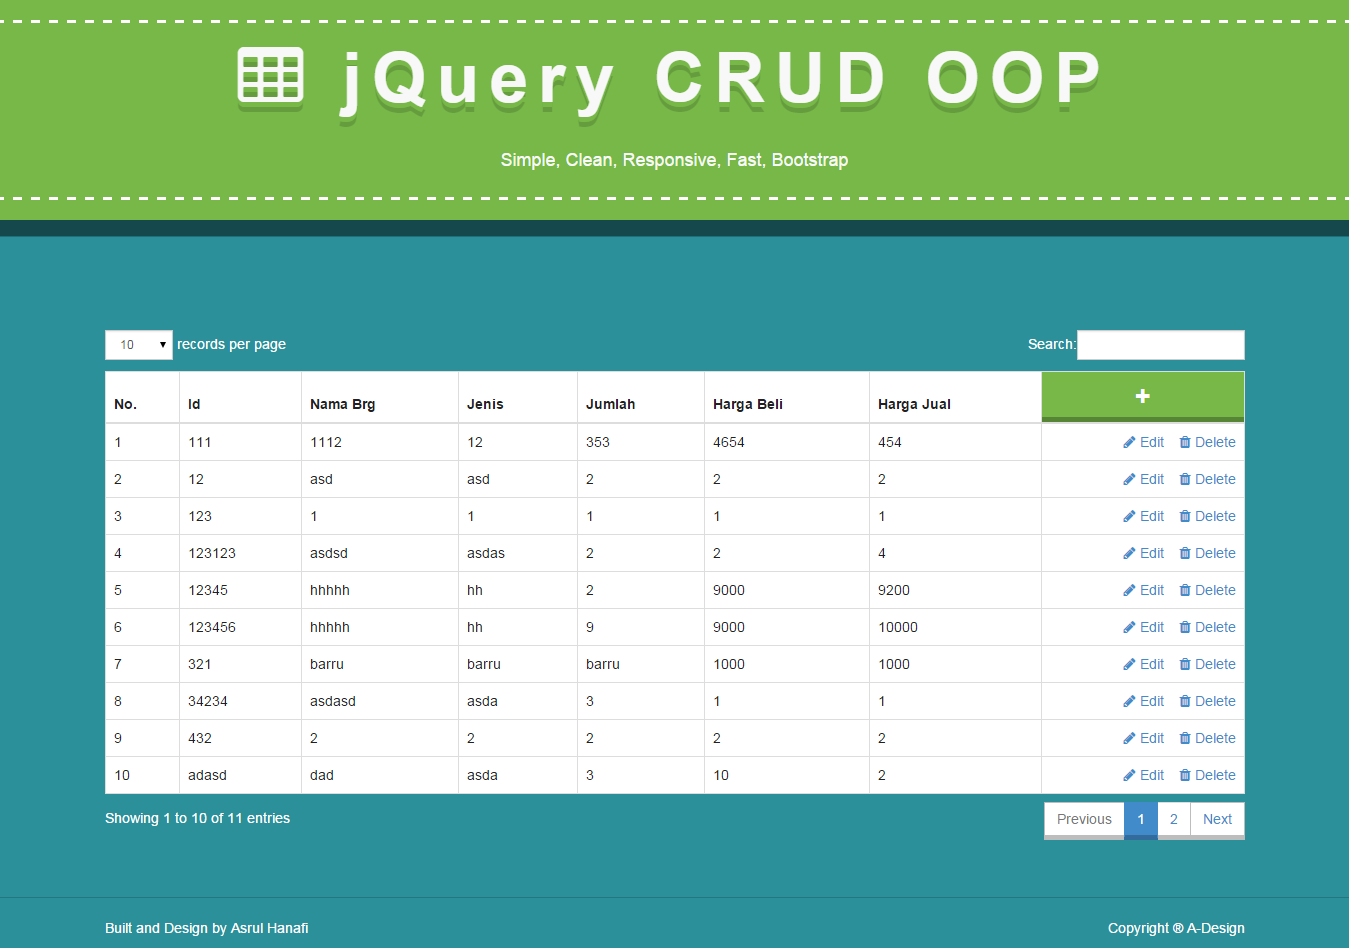 jQuery CRUD OOP
Simple, Clean, Responsive, Fast, Bootstrap
10 records per page Search:
No. Id Nama Brg Jenis Jumlah Harga Beli Harga Jual +
1 111 1112 12 353 4654 454 Edit Delete
2 12 asd asd 2 2 2 Edit Delete
3 123 1 1 1 1 1 Edit Delete
4 123123 asdsd asdas 2 2 4 Edit Delete
5 12345 hhhhh hh 2 9000 9200 Edit Delete
6 123456 hhhhh hh 9 9000 10000 Edit Delete
7 321 barru barru barru 1000 1000 Edit Delete
8 34234 asdasd asda 3 1 1 Edit Delete
9 432 2 2 2 2 2 Edit Delete
10 adasd dad asda 3 10 2 Edit Delete
Showing 1 to 10 of 11 entries Previous 1 2 Next
Built and Design by Asrul Hanafi Copyright ® A-Design